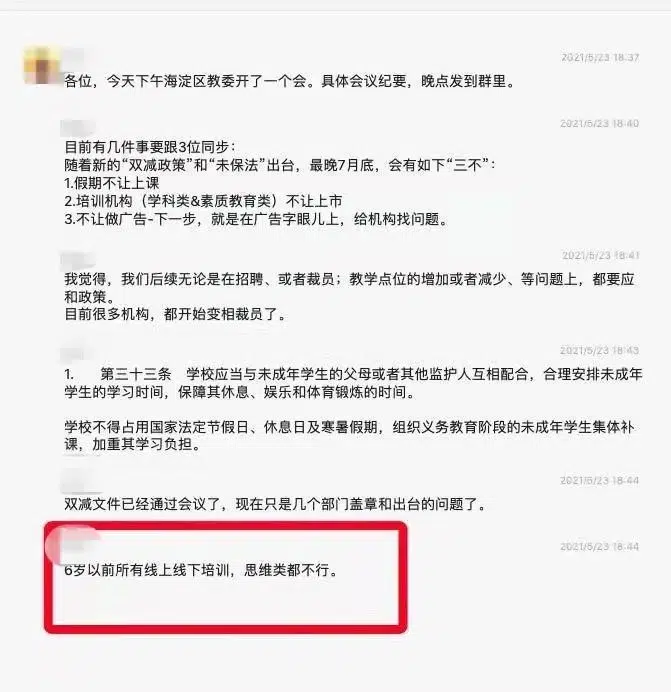 2021/5/23 18:37
各位，今天下午海淀区教委开了一个会。具体会议纪要，晚点发到群里。
2021/5/23 18:40
目前有几件事要跟3位同步：
随着新的“双减政策”和“未保法”出台，最晚7月底，会有如下“三不”：
1.假期不让上课
2.培训机构（学科类&素质教育类）不让上市
3.不让做广告-下一步，就是在广告字眼儿上，给机构找问题。
2021/5/23 18:41
我觉得，我们后续无论是在招聘、或者裁员；教学点位的增加或者减少、等问题上，都要应
和政策。
目前很多机构，都开始变相裁员了。
2021/5/23 18:43
1. 第三十三条 学校应当与未成年学生的父母或者其他监护人互相配合，合理安排未成年
学生的学习时间，保障其休息、娱乐和体育锻炼的时间。
学校不得占用国家法定节假日、休息日及寒暑假期，组织义务教育阶段的未成年学生集体补
课，加重其学习负担。
2021/5/23 18:44
双减文件已经通过会议了，现在只是几个部门盖章和出台的问题了。
2021/5/23 18:44
6岁以前所有线上线下培训，思维类都不行。